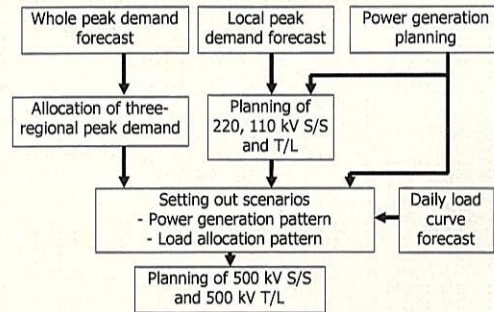 Whole peak demand
forecast
Local peak
demand forecast
Power generation
planning
Allocation of three-
regional peak demand
Planning of
220, 110 kV S/S
and T/L
Setting out scenarios
- Power generation pattern
- Load allocation pattern
Daily load
curve
forecast
Planning of 500 kV S/S
and 500 kV T/L